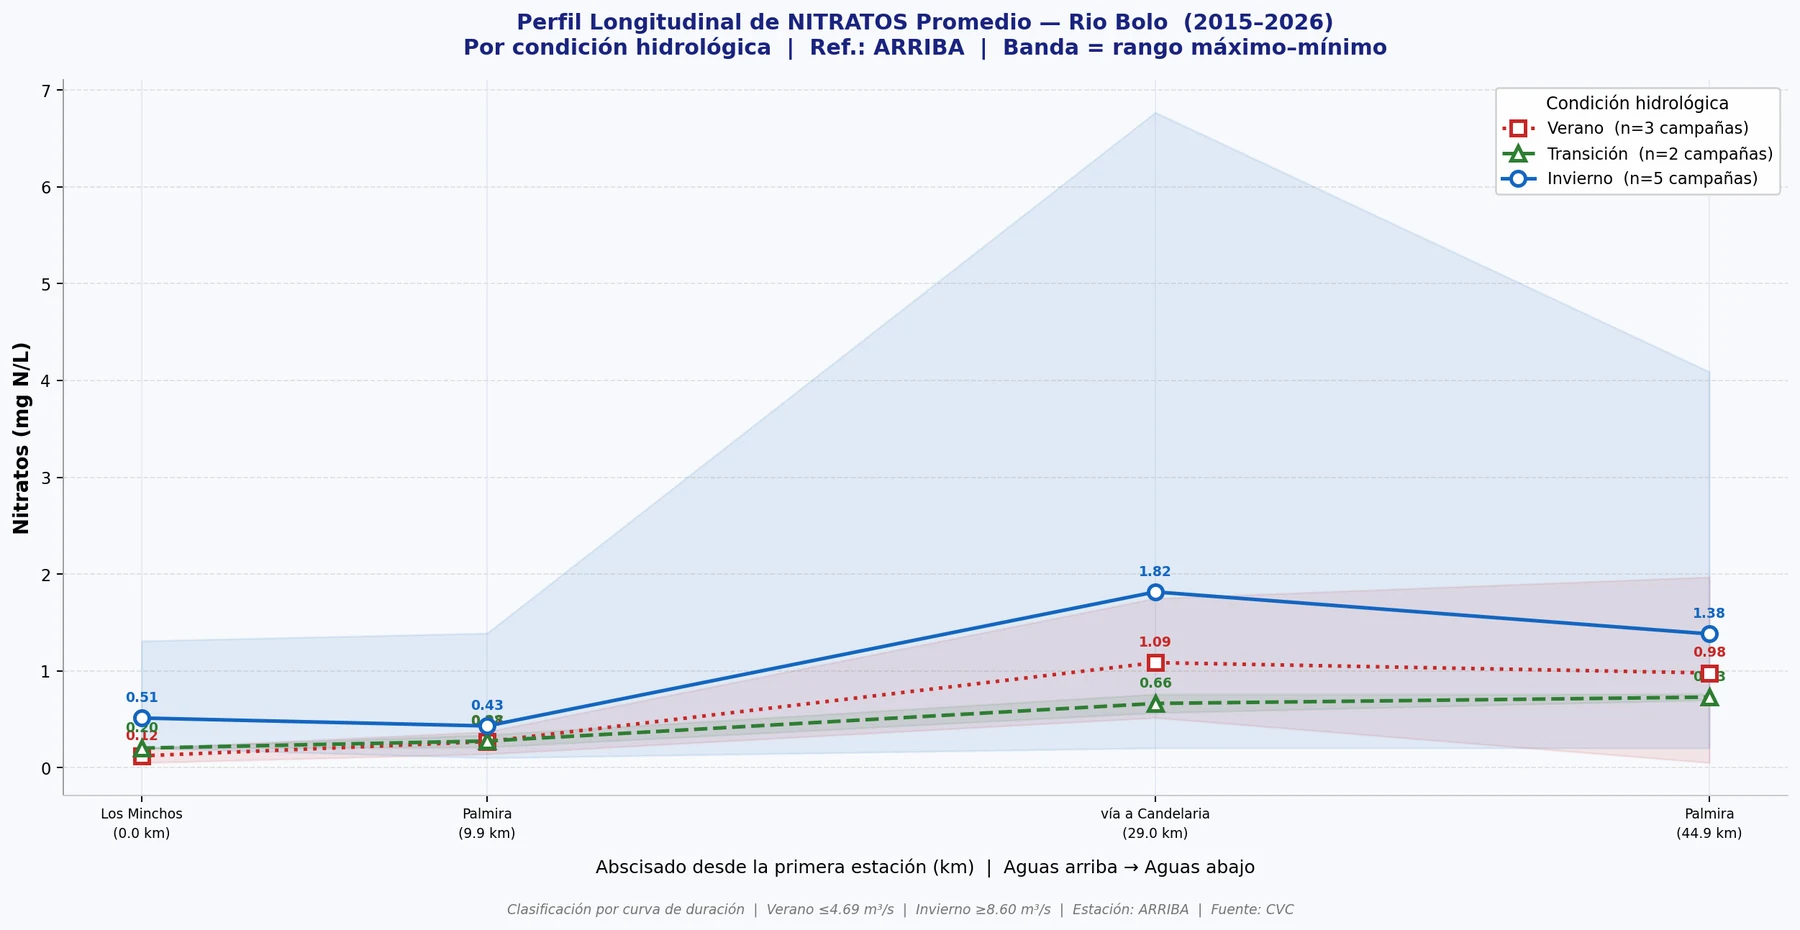 Perfil Longitudinal de NITRATOS Promedio — Rio Bolo  (2015–2026)
Por condición hidrológica  |  Ref.: ARRIBA  |  Banda = rango máximo–mínimo
Nitratos (mg N/L)
7
6
5
4
3
2
1
0
Condición hidrológica
Verano  (n=3 campañas)
Transición  (n=2 campañas)
Invierno  (n=5 campañas)
0.51
0.20
0.12
0.43
1.82
1.09
0.66
1.38
0.98
Los Minchos
(0.0 km)
Palmira
(9.9 km)
vía a Candelaria
(29.0 km)
Palmira
(44.9 km)
Abscisado desde la primera estación (km)  |  Aguas arriba → Aguas abajo
Clasificación por curva de duración  |  Verano ≤4.69 m³/s  |  Invierno ≥8.60 m³/s  |  Estación: ARRIBA  |  Fuente: CVC